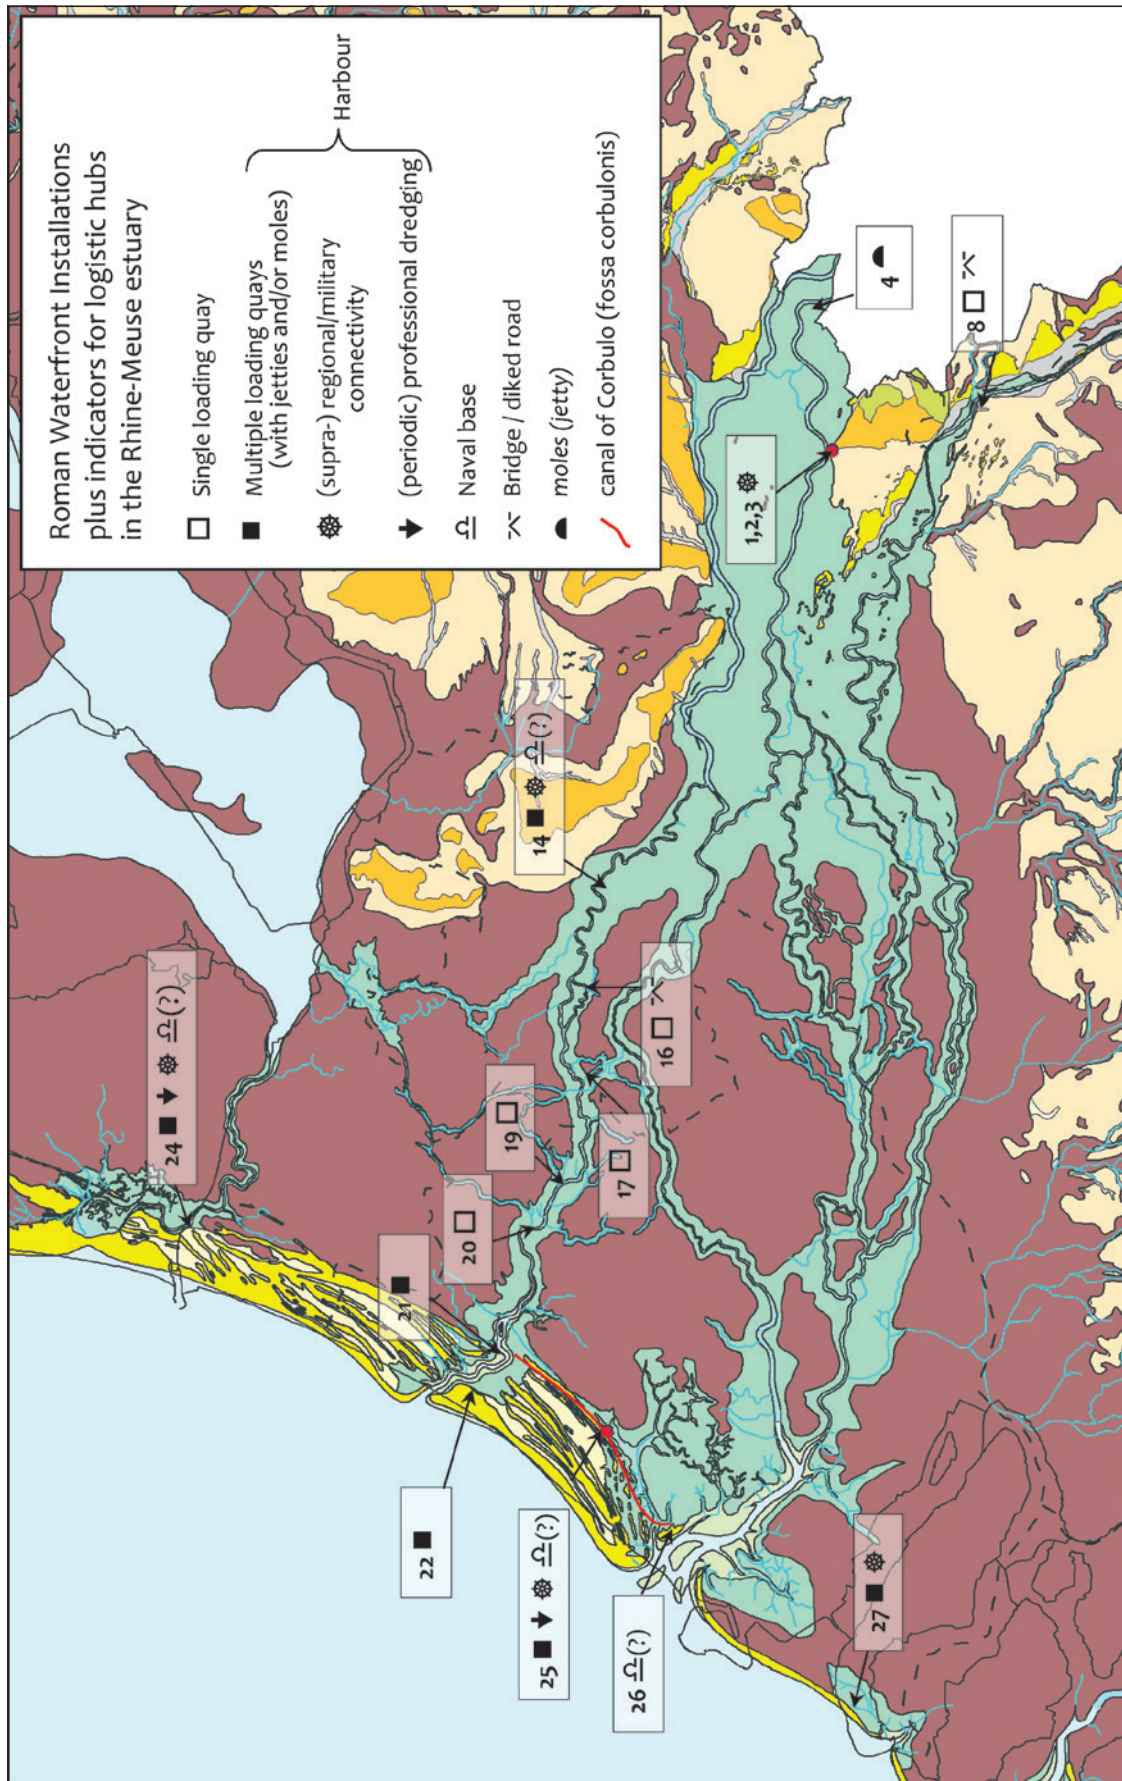 Roman Waterfront Installations
plus indicators for logistic hubs
in the Rhine-Meuse estuary
Single loading quay
Multiple loading quays
(with jetties and/or moles)
(supra-) regional/military
connectivity
(periodic) professional dredging
Harbour
Naval base
Bridge / diked road
moles (jetty)
canal of Corbulo (fossa corbulonis)
24 (?)
14 (?)
1,2,3
4
8
19
16
20
17
21
22
25 (?)
26 (?)
27